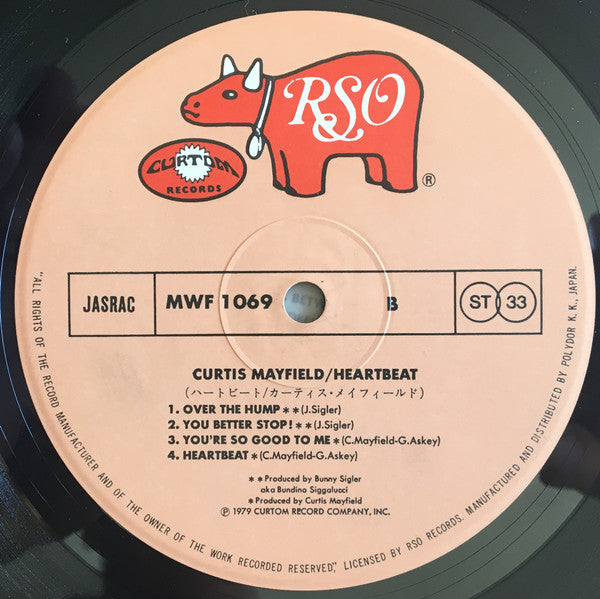 RSO
®
CURTOM
RECORDS
JASRAC
MWF 1069
B
ST 33
CURTIS MAYFIELD/HEARTBEAT
(ハートビート/カーティス・メイフィールド)
1. OVER THE HUMP ** (J.Sigler)
2. YOU BETTER STOP! ** (J.Sigler)
3. YOU'RE SO GOOD TO ME * (C.Mayfield-G.Askey)
4. HEARTBEAT * (C.Mayfield-G.Askey)
** Produced by Bunny Sigler
aka Bundino Siggalucci
* Produced by Curtis Mayfield
℗ 1979 CURTOM RECORD COMPANY, INC.
"ALL RIGHTS OF THE RECORD MANUFACTURER AND OF THE OWNER OF THE WORK RECORDED RESERVED," LICENSED BY RSO RECORDS. MANUFACTURED AND DISTRIBUTED BY POLYDOR K. K., JAPAN.